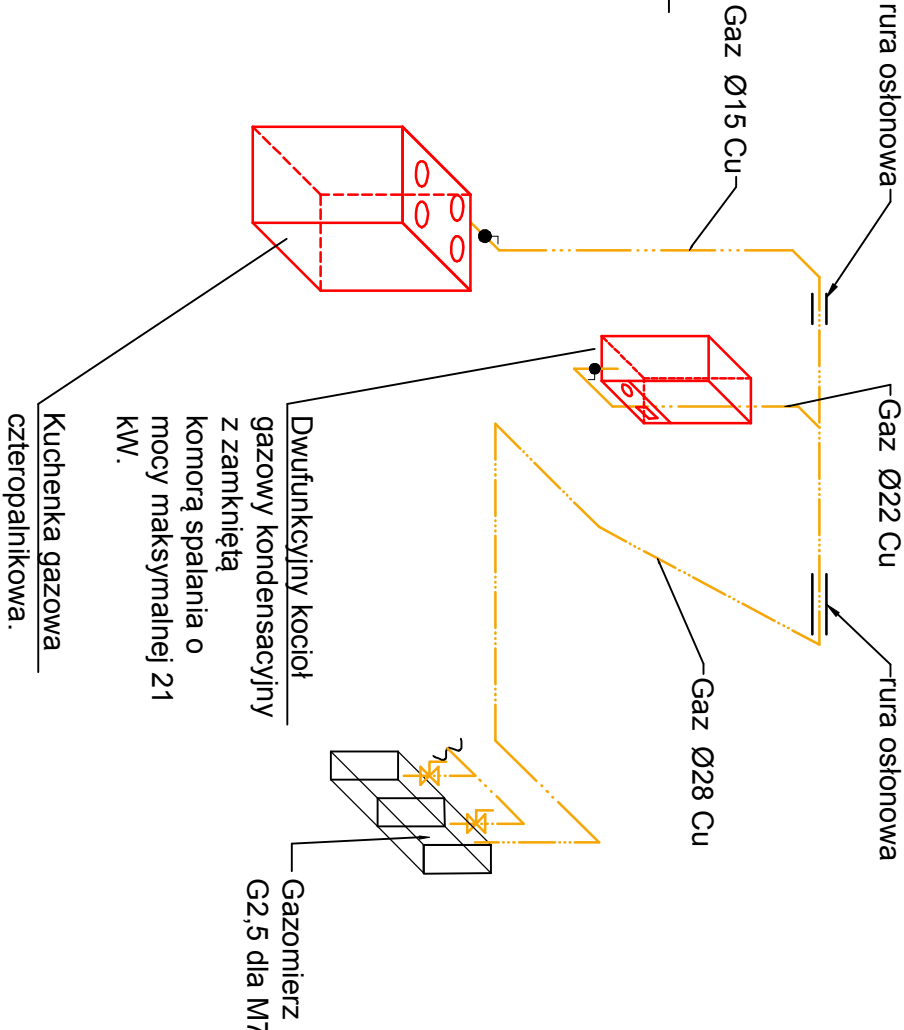 rura osłonowa
Gaz Ø15 Cu
Gaz Ø22 Cu
rura osłonowa
Gaz Ø28 Cu
Dwufunkcyjny kocioł
gazowy kondensacyjny
z zamkniętą
komorą spalania o
mocy maksymalnej 21
kW.
Kuchenka gazowa
czteropalnikowa.
Gazomierz
G2,5 dla M7